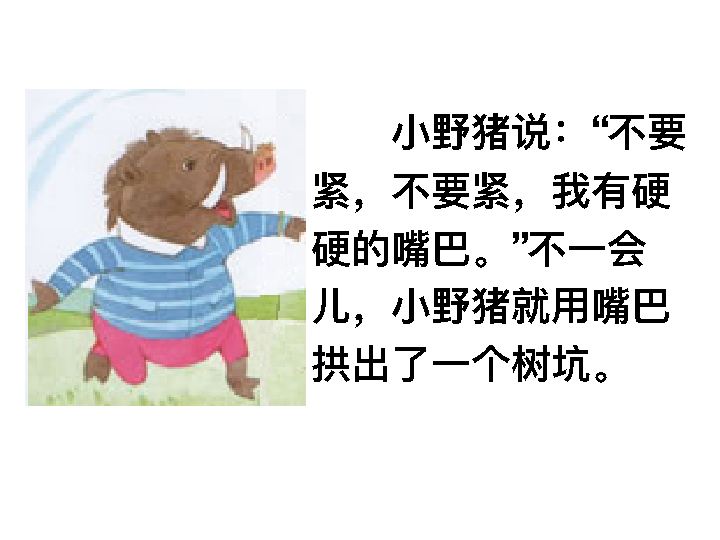 小野猪说：“不要
紧，不要紧，我有硬
硬的嘴巴。”不一会
儿，小野猪就用嘴巴
拱出了一个树坑。